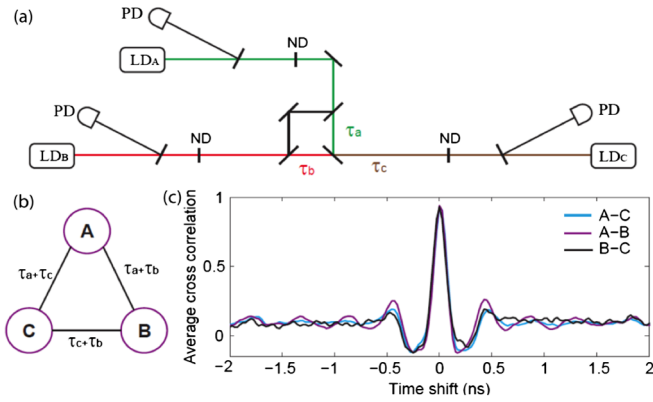 (a)
PD
LDA
ND
PD
LDB
ND
τa
τb
τc
ND
PD
LDC
(b)
A
τa+τc
τa+τb
C
B
τc+τb
(c)
Average cross correlation
1
0.5
0
A–C
A–B
B–C
−2
−1.5
−1
−0.5
0
0.5
1
1.5
2
Time shift (ns)